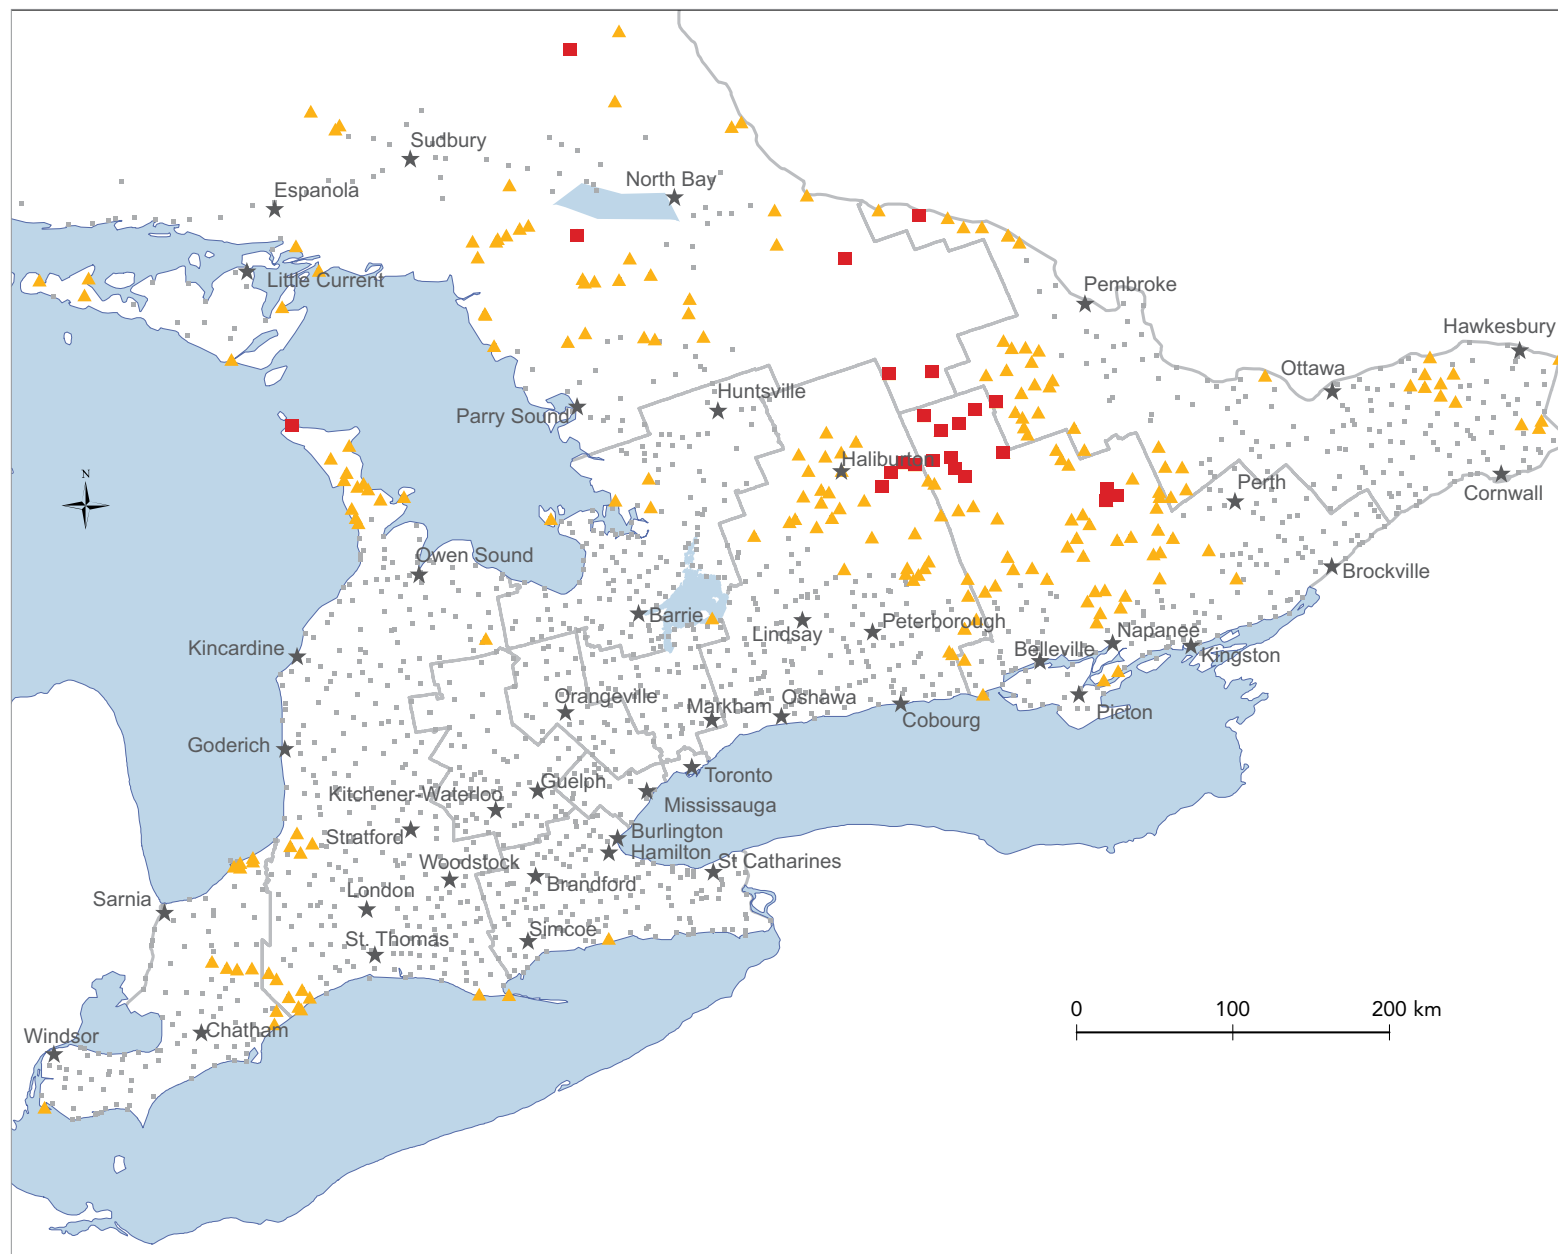 Sudbury
North Bay
Espanola
Little Current
Pembroke
Hawkesbury
Ottawa
Huntsville
Parry Sound
Haliburton
N
Perth
Cornwall
Owen Sound
Brockville
Barrie
Lindsay
Peterborough
Napanee
Kincardine
Belleville
Kingston
Orangeville
Markham
Oshawa
Cobourg
Picton
Goderich
Toronto
Guelph
Kitchener-Waterloo
Mississauga
Stratford
Burlington
Hamilton
Woodstock
St Catharines
Brandford
London
Sarnia
Simcoe
St. Thomas
0 100 200 km
Chatham
Windsor